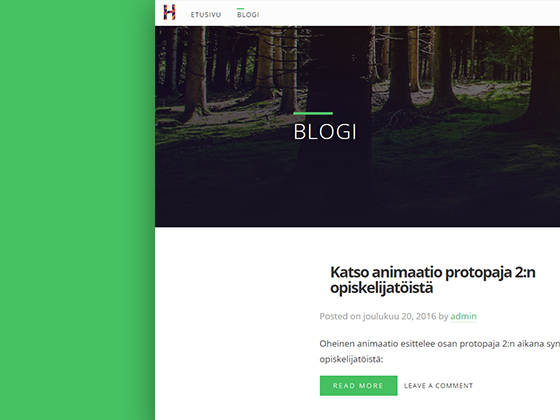 H
ETUSIVU BLOGI
BLOGI
Katso animaatio protopaja 2:n
opiskelijatöistä
Posted on joulukuu 20, 2016 by admin
Oheinen animaatio esittelee osan protopaja 2:n aikana syn
opiskelijatöistä:
READ MORE LEAVE A COMMENT